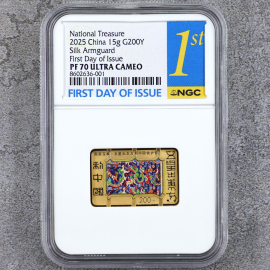 National Treasure
2025 China 15g G200Y
Silk Armguard
First Day of Issue
PF 70 ULTRA CAMEO
8602636-001
1st
FIRST DAY OF ISSUE
NGC
200